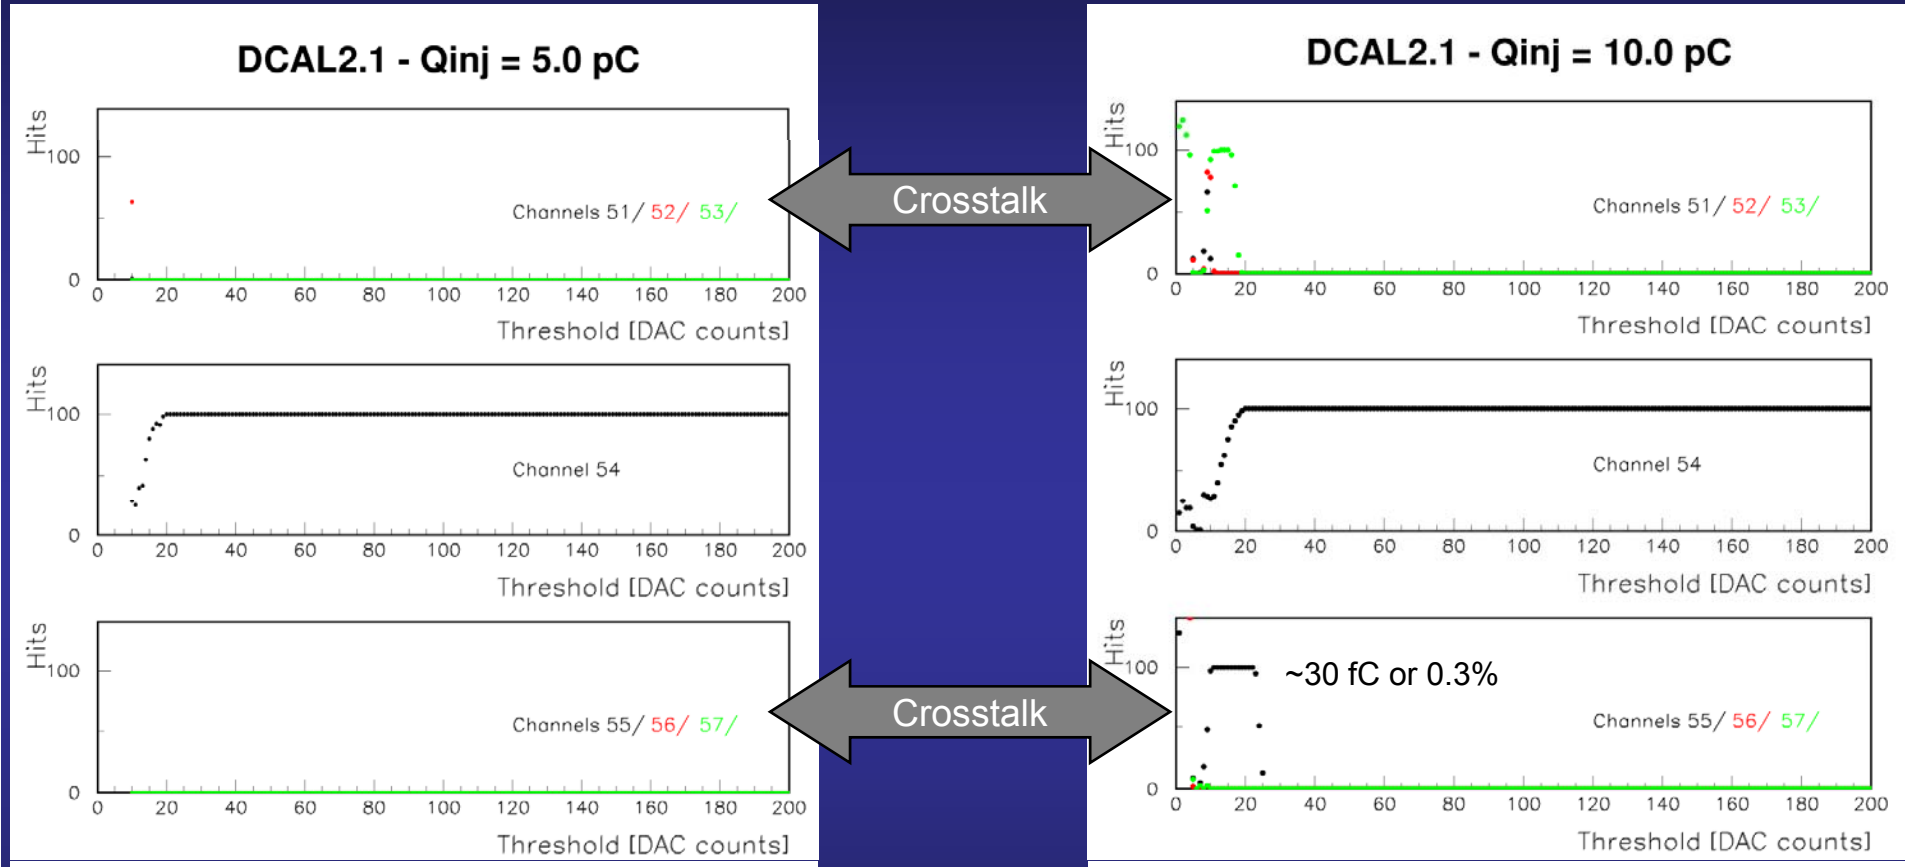 DCAL2.1 - Qinj = 5.0 pC
Hits
100
0
Channels 51/ 52/ 53/
0 20 40 60 80 100 120 140 160 180 200
Threshold [DAC counts]
Hits
100
0
Channel 54
0 20 40 60 80 100 120 140 160 180 200
Threshold [DAC counts]
Hits
100
0
Channels 55/ 56/ 57/
0 20 40 60 80 100 120 140 160 180 200
Threshold [DAC counts]
Crosstalk
Crosstalk
DCAL2.1 - Qinj = 10.0 pC
Hits
100
0
Channels 51/ 52/ 53/
0 20 40 60 80 100 120 140 160 180 200
Threshold [DAC counts]
Hits
100
0
Channel 54
0 20 40 60 80 100 120 140 160 180 200
Threshold [DAC counts]
Hits
100
0
~30 fC or 0.3%
Channels 55/ 56/ 57/
0 20 40 60 80 100 120 140 160 180 200
Threshold [DAC counts]